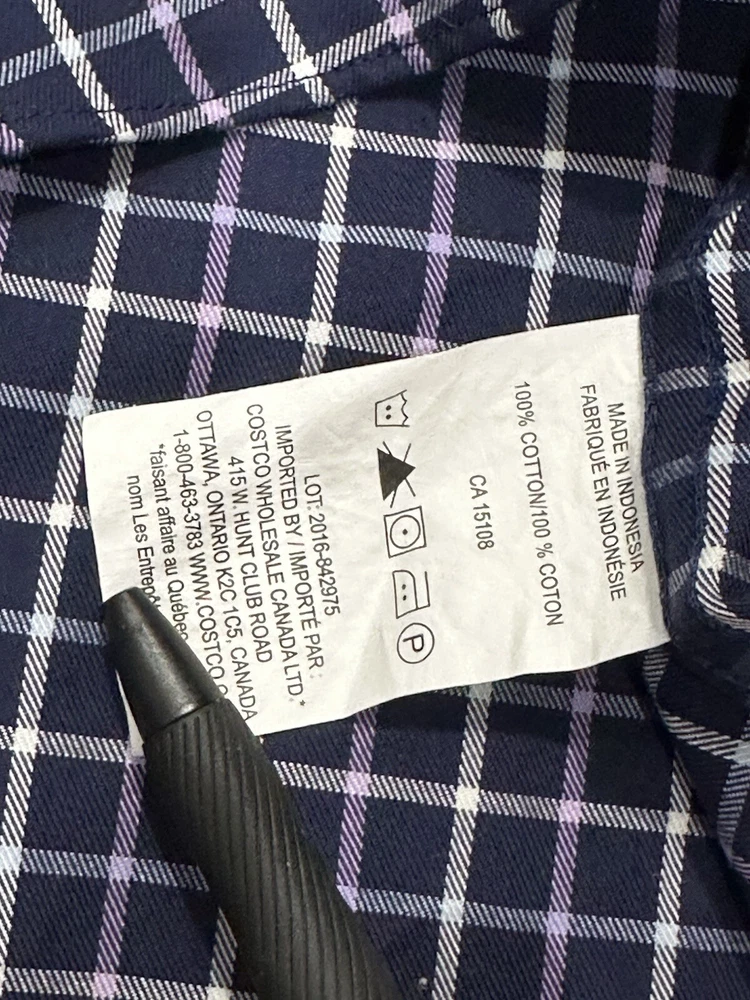 MADE IN INDONESIA
FABRIQUÉ EN INDONÉSIE
100% COTTON/100 % COTON
CA 15108
P
LOT: 2016-842975
IMPORTED BY / IMPORTÉ PAR :
COSTCO WHOLESALE CANADA LTD.*
415 W. HUNT CLUB ROAD
OTTAWA, ONTARIO K2C 1C5, CANADA
1-800-463-3783 WWW.COSTCO.
*faisant affaire au
nom Les